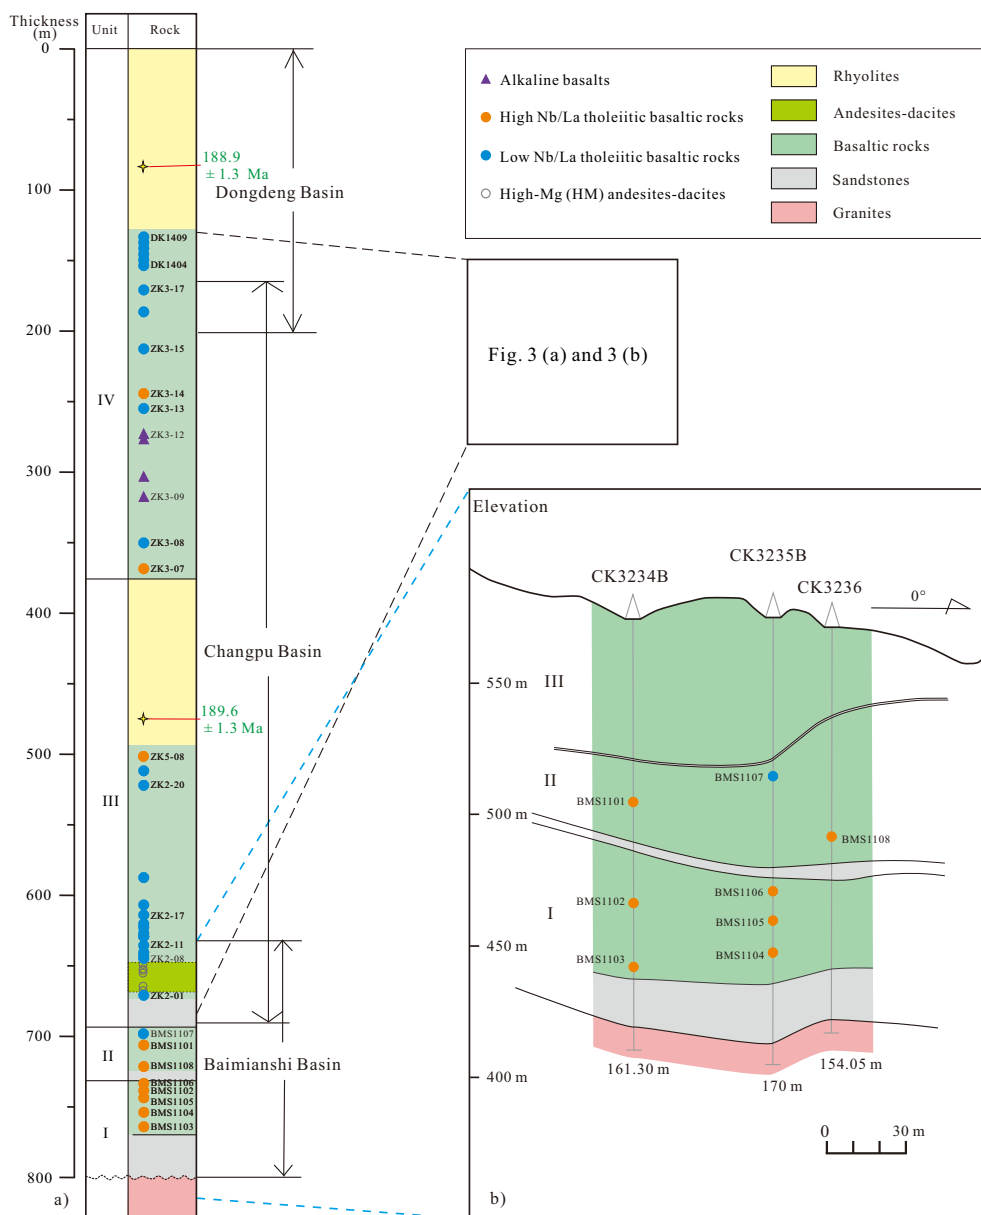 Thickness
(m)
Unit
Rock
0
100
200
300
400
500
600
700
800
IV
III
II
I
188.9
± 1.3 Ma
Dongdeng Basin
DK1409
DK1404
ZK3-17
ZK3-15
ZK3-14
ZK3-13
ZK3-12
ZK3-09
ZK3-08
ZK3-07
Changpu Basin
189.6
± 1.3 Ma
ZK5-08
ZK2-20
ZK2-17
ZK2-11
ZK2-08
ZK2-01
BMS1107
BMS1101
BMS1108
BMS1106
BMS1102
BMS1105
BMS1104
BMS1103
Baimianshi Basin
a)
Alkaline basalts
High Nb/La tholeiitic basaltic rocks
Low Nb/La tholeiitic basaltic rocks
High-Mg (HM) andesites-dacites
Rhyolites
Andesites-dacites
Basaltic rocks
Sandstones
Granites
Fig. 3 (a) and 3 (b)
Elevation
CK3234B
CK3235B
CK3236
0°
550 m
500 m
450 m
400 m
III
II
I
BMS1107
BMS1101
BMS1108
BMS1106
BMS1102
BMS1105
BMS1104
BMS1103
161.30 m
170 m
154.05 m
0
30 m
b)